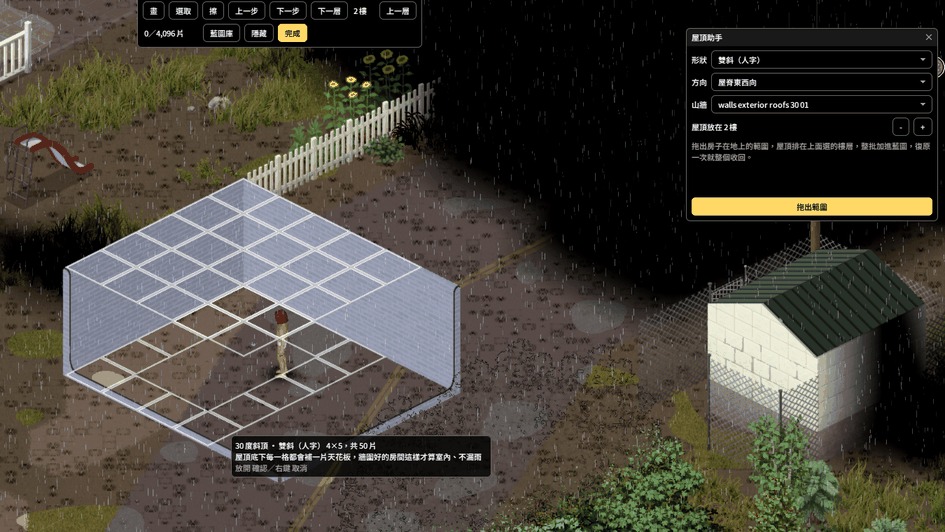 畫 選取 擦 上一步 下一步 下一層 2 樓 上一層
0／4,096 片 藍圖庫 隱藏 完成
屋頂助手
形狀 雙斜（人字）
方向 屋脊東西向
山牆 walls exterior roofs 30 01
屋頂放在 2 樓 - +
拖出房子在地上的範圍，屋頂排在上面選的樓層，整批加進藍圖，復原
一次就整個收回。
拖出範圍
30 度斜頂・雙斜（人字） 4×5，共 50 片
屋頂底下每一格都會補一片天花板，牆圍好的房間這樣才算室內、不漏雨
放開 確認／右鍵 取消